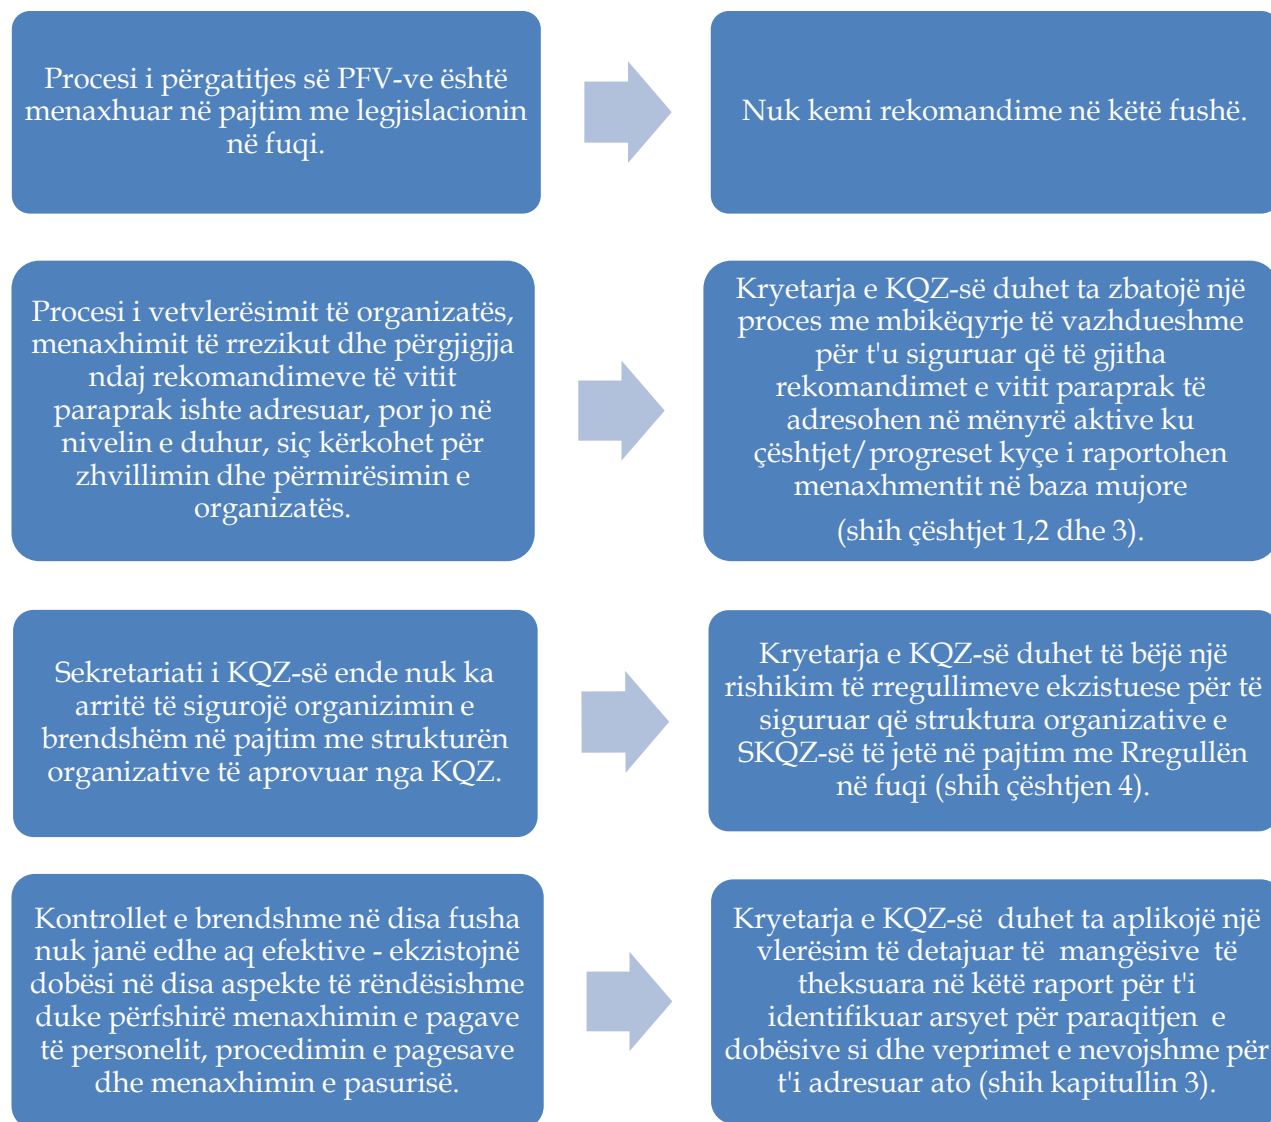 Procesi i përgatitjes së PFV-ve është
menaxhuar në pajtim me legjislacionin
në fuqi.
Nuk kemi rekomandime në këtë fushë.
Procesi i vetvlerësimit të organizatës,
menaxhimit të rrezikut dhe përgjigjja
ndaj rekomandimeve të vitit
paraprak ishte adresuar, por jo në
nivelin e duhur, siç kërkohet për
zhvillimin dhe përmirësimin e
organizatës.
Kryetarja e KQZ-së duhet ta zbatojë një
proces me mbikëqyrje të vazhdueshme
për t'u siguruar që të gjitha
rekomandimet e vitit paraprak të
adresohen në mënyrë aktive ku
çështjet/progreset kyçe i raportohen
menaxhmentit në baza mujore
(shih çështjet 1,2 dhe 3).
Sekretariati i KQZ-së ende nuk ka
arritë të sigurojë organizimin e
brendshëm në pajtim me strukturën
organizative të aprovuar nga KQZ.
Kryetarja e KQZ-së duhet të bëjë një
rishikim të rregullimeve ekzistuese për të
siguruar që struktura organizative e
SKQZ-së të jetë në pajtim me Rregullën
në fuqi (shih çështjen 4).
Kontrollet e brendshme në disa fusha
nuk janë edhe aq efektive - ekzistojnë
dobësi në disa aspekte të rëndësishme
duke përfshirë menaxhimin e pagave
të personelit, procedimin e pagesave
dhe menaxhimin e pasurisë.
Kryetarja e KQZ-së duhet ta aplikojë një
vlerësim të detajuar të mangësive të
theksuara në këtë raport për t'i
identifikuar arsyet për paraqitjen e
dobësive si dhe veprimet e nevojshme për
t'i adresuar ato (shih kapitullin 3).